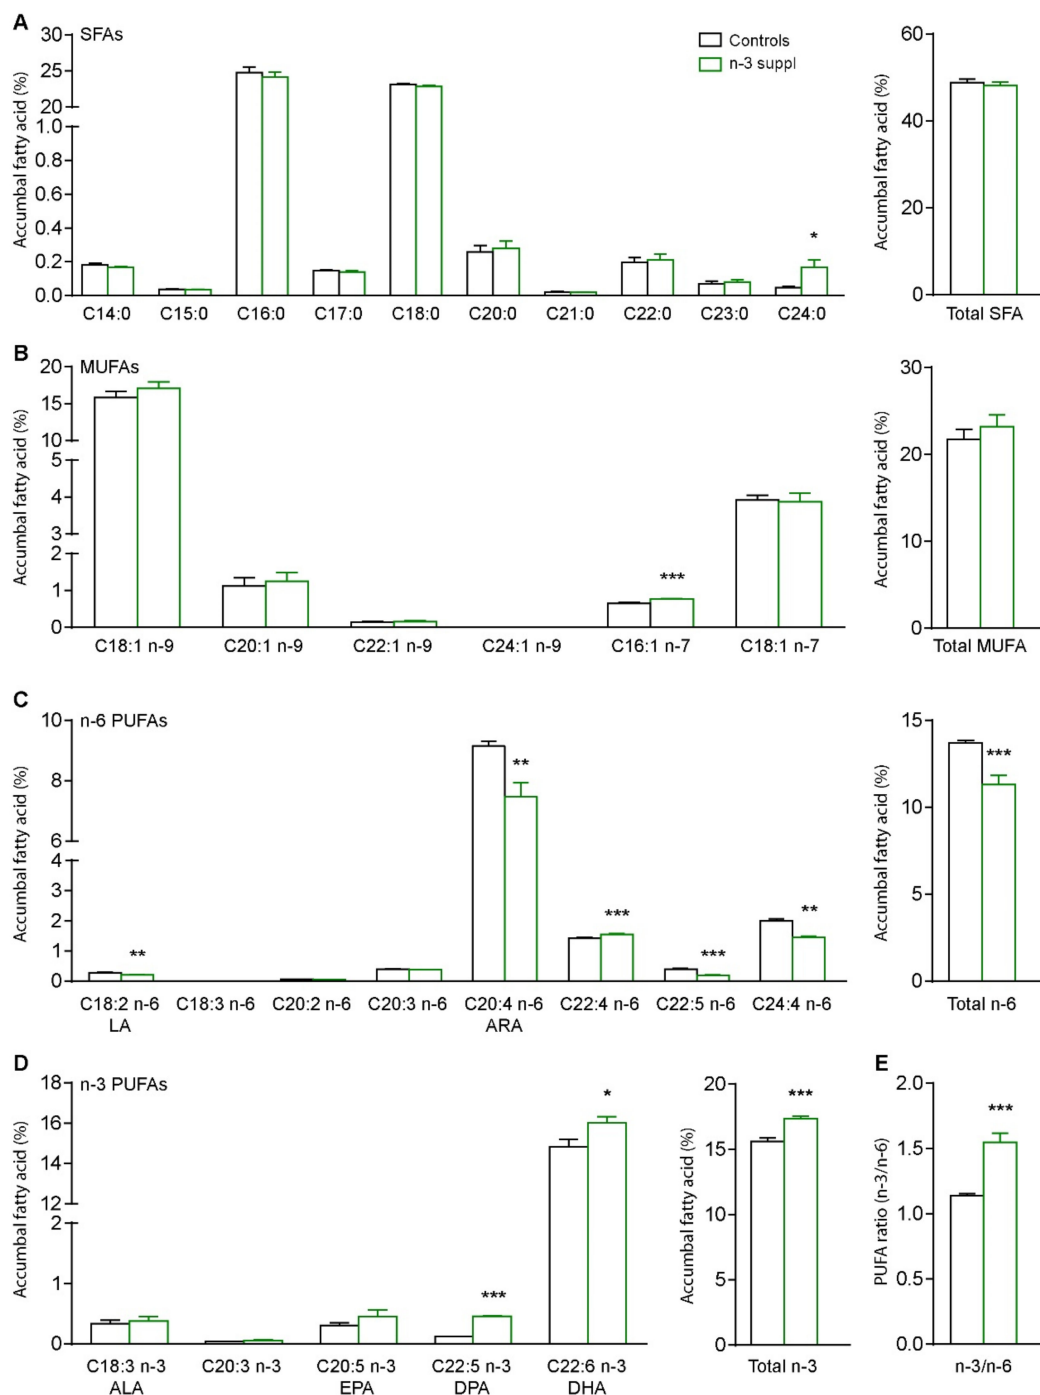 A
SFAs
Controls
n-3 suppl
Accumbal fatty acid (%)
30
25
20
1.0
0.8
0.6
0.4
0.2
0.0
*
C14:0 C15:0 C16:0 C17:0 C18:0 C20:0 C21:0 C22:0 C23:0 C24:0
Accumbal fatty acid (%)
60
40
20
0
Total SFA
B
MUFAs
Accumbal fatty acid (%)
20
15
10
5
4
3
2
1
0
***
C18:1 n-9 C20:1 n-9 C22:1 n-9 C24:1 n-9 C16:1 n-7 C18:1 n-7
Accumbal fatty acid (%)
30
20
10
0
Total MUFA
C
n-6 PUFAs
Accumbal fatty acid (%)
10
8
6
4
3
2
1
0
** ** *** *** **
C18:2 n-6 C18:3 n-6 C20:2 n-6 C20:3 n-6 C20:4 n-6 C22:4 n-6 C22:5 n-6 C24:4 n-6
LA ARA
Accumbal fatty acid (%)
15
10
5
0
***
Total n-6
D
n-3 PUFAs
Accumbal fatty acid (%)
18
16
14
12
2
1
0
*** *
C18:3 n-3 C20:3 n-3 C20:5 n-3 C22:5 n-3 C22:6 n-3
ALA EPA DPA DHA
Accumbal fatty acid (%)
20
15
10
5
0
***
Total n-3
E
PUFA ratio (n-3/n-6)
2.0
1.5
1.0
0.5
0.0
***
n-3/n-6